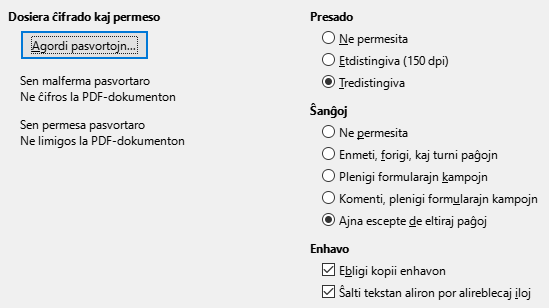 Dosiera ĉifrado kaj permeso
Agordi pasvortojn...
Sen malferma pasvortaro
Ne ĉifros la PDF-dokumenton
Sen permesa pasvortaro
Ne limigos la PDF-dokumenton
Presado
Ne permesita
Etdistingiva (150 dpi)
Tredistingiva
Ŝanĝoj
Ne permesita
Enmeti, forigi, kaj turni paĝojn
Plenigi formularajn kampojn
Komenti, plenigi formularajn kampojn
Ajna escepte de eltiraj paĝoj
Enhavo
Ebligi kopii enhavon
Ŝalti tekstan aliron por alireblecaj iloj